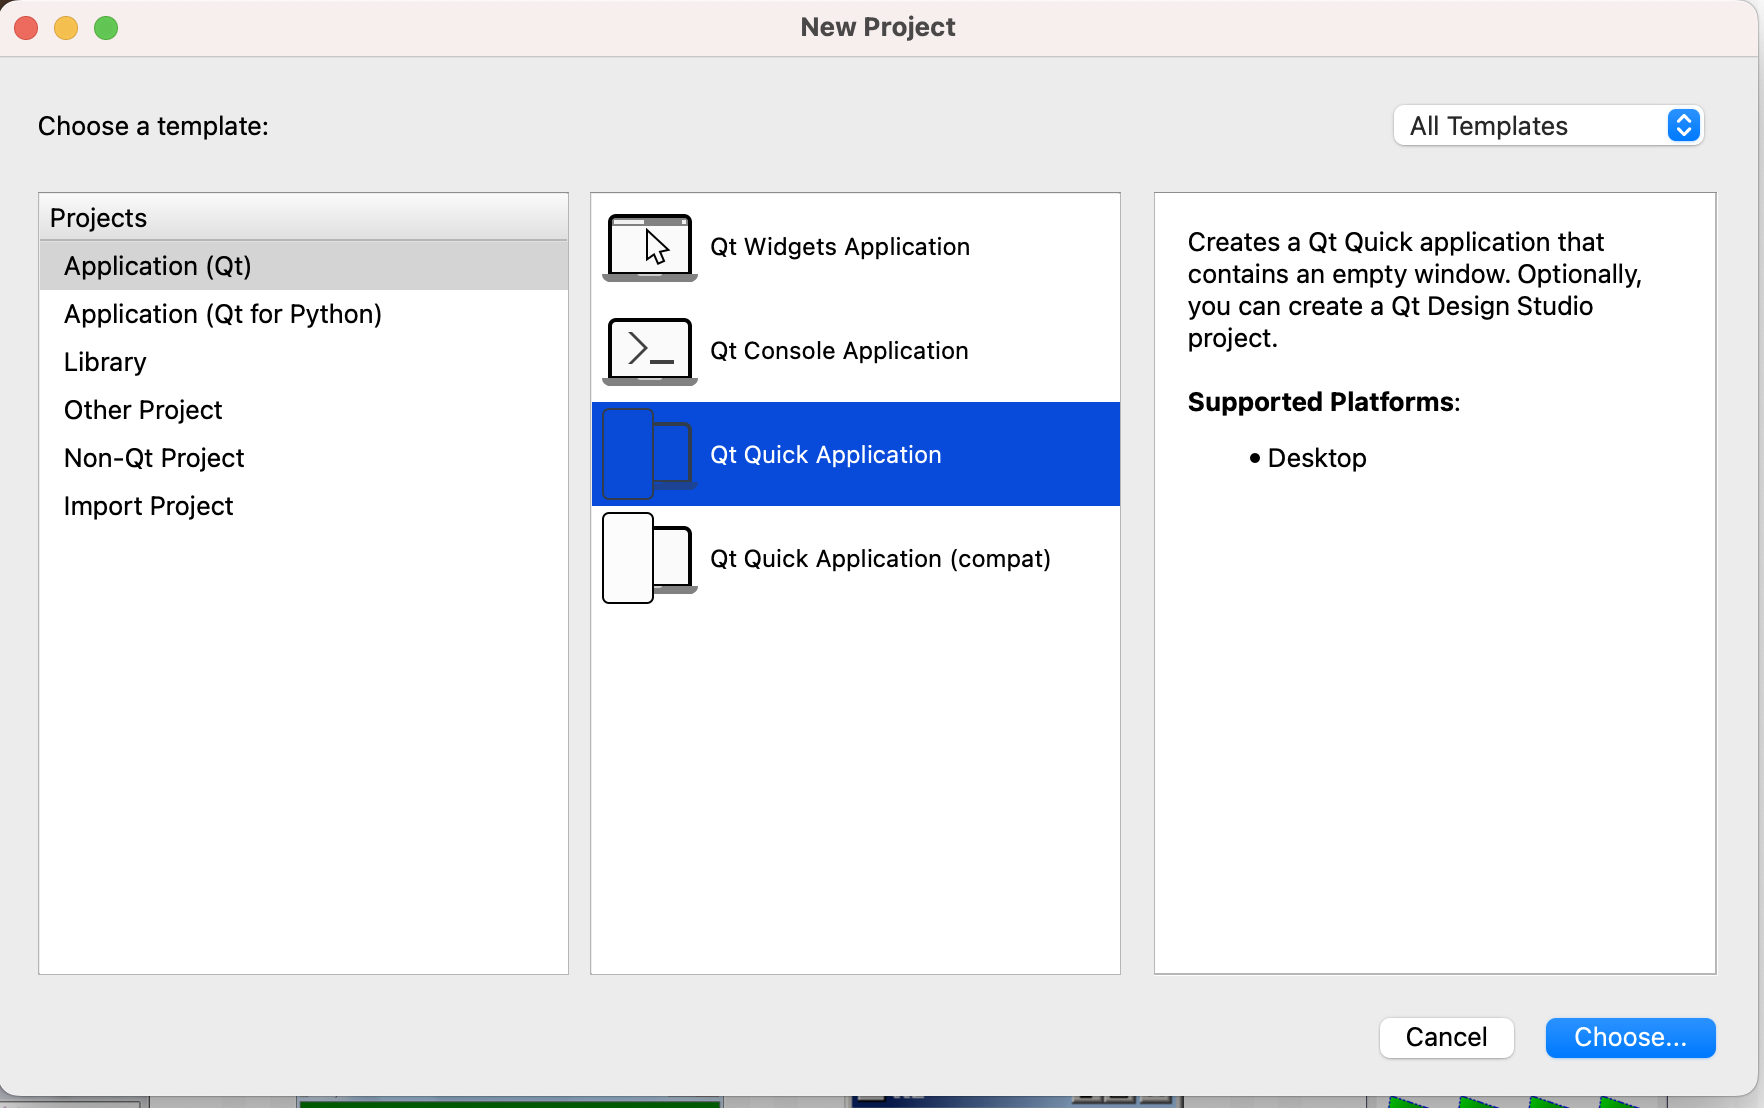 New Project
Choose a template:
All Templates
Projects
Application (Qt)
Application (Qt for Python)
Library
Other Project
Non-Qt Project
Import Project
Qt Widgets Application
Qt Console Application
Qt Quick Application
Qt Quick Application (compat)
Creates a Qt Quick application that
contains an empty window. Optionally,
you can create a Qt Design Studio
project.
Supported Platforms:
• Desktop
Cancel
Choose...